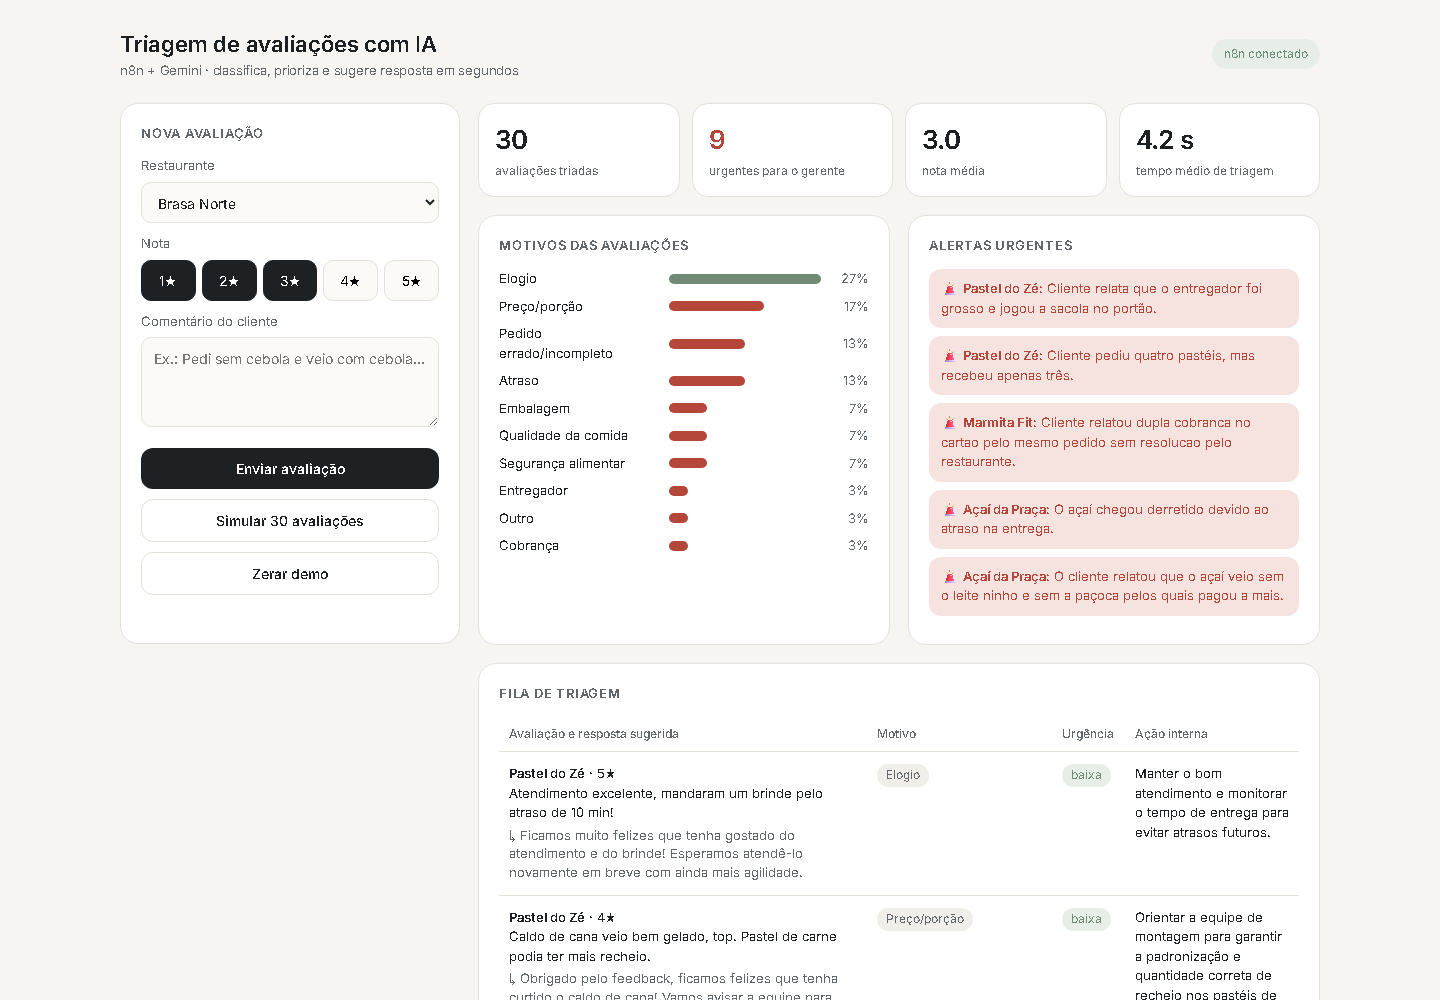 Triagem de avaliações com IA
n8n + Gemini · classifica, prioriza e sugere resposta em segundos
n8n conectado
NOVA AVALIAÇÃO
Restaurante
Brasa Norte
Nota
1★ 2★ 3★ 4★ 5★
Comentário do cliente
Ex.: Pedi sem cebola e veio com cebola...
Enviar avaliação
Simular 30 avaliações
Zerar demo
30
avaliações triadas
9
urgentes para o gerente
3.0
nota média
4.2 s
tempo médio de triagem
MOTIVOS DAS AVALIAÇÕES
Elogio 27%
Preço/porção 17%
Pedido
errado/incompleto 13%
Atraso 13%
Embalagem 7%
Qualidade da comida 7%
Segurança alimentar 7%
Entregador 3%
Outro 3%
Cobrança 3%
ALERTAS URGENTES
🚨 Pastel do Zé: Cliente relata que o entregador foi
grosso e jogou a sacola no portão.
🚨 Pastel do Zé: Cliente pediu quatro pastéis, mas
recebeu apenas três.
🚨 Marmita Fit: Cliente relatou dupla cobranca no
cartao pelo mesmo pedido sem resolucao pelo
restaurante.
🚨 Açaí da Praça: O açaí chegou derretido devido ao
atraso na entrega.
🚨 Açaí da Praça: O cliente relatou que o açaí veio sem
o leite ninho e sem a paçoca pelos quais pagou a mais.
FILA DE TRIAGEM
Avaliação e resposta sugerida Motivo Urgência Ação interna
Pastel do Zé · 5★
Atendimento excelente, mandaram um brinde pelo
atraso de 10 min!
↳ Ficamos muito felizes que tenha gostado do
atendimento e do brinde! Esperamos atendê-lo
novamente em breve com ainda mais agilidade.
Elogio
baixa
Manter o bom
atendimento e monitorar
o tempo de entrega para
evitar atrasos futuros.
Pastel do Zé · 4★
Caldo de cana veio bem gelado, top. Pastel de carne
podia ter mais recheio.
↳ Obrigado pelo feedback, ficamos felizes que tenha
curtido o caldo de cana! Vamos avisar a equipe para
Preço/porção
baixa
Orientar a equipe de
montagem para garantir
a padronização e
quantidade correta de
recheio nos pastéis de